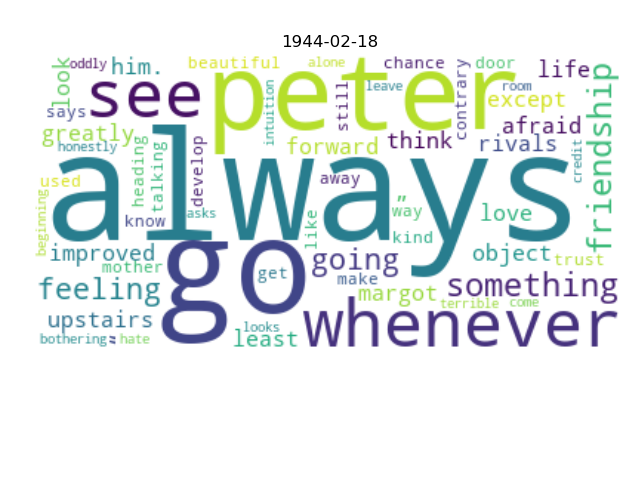 1944-02-18
oddly
him.
beautiful
alone
chance
door
life
look
see
peter
leave
room
says
intuition
still
contrary
except
friendship
greatly
forward
think
afraid
rivals
honestly
heading
talking
develop
always
away
credit
used
know
asks
like
”
way
love
beginning
kind
improved
mother
go
get
going
make
object
trust
feeling
margot
something
terrible
come
upstairs
looks
least
whenever
bothering
"
hate